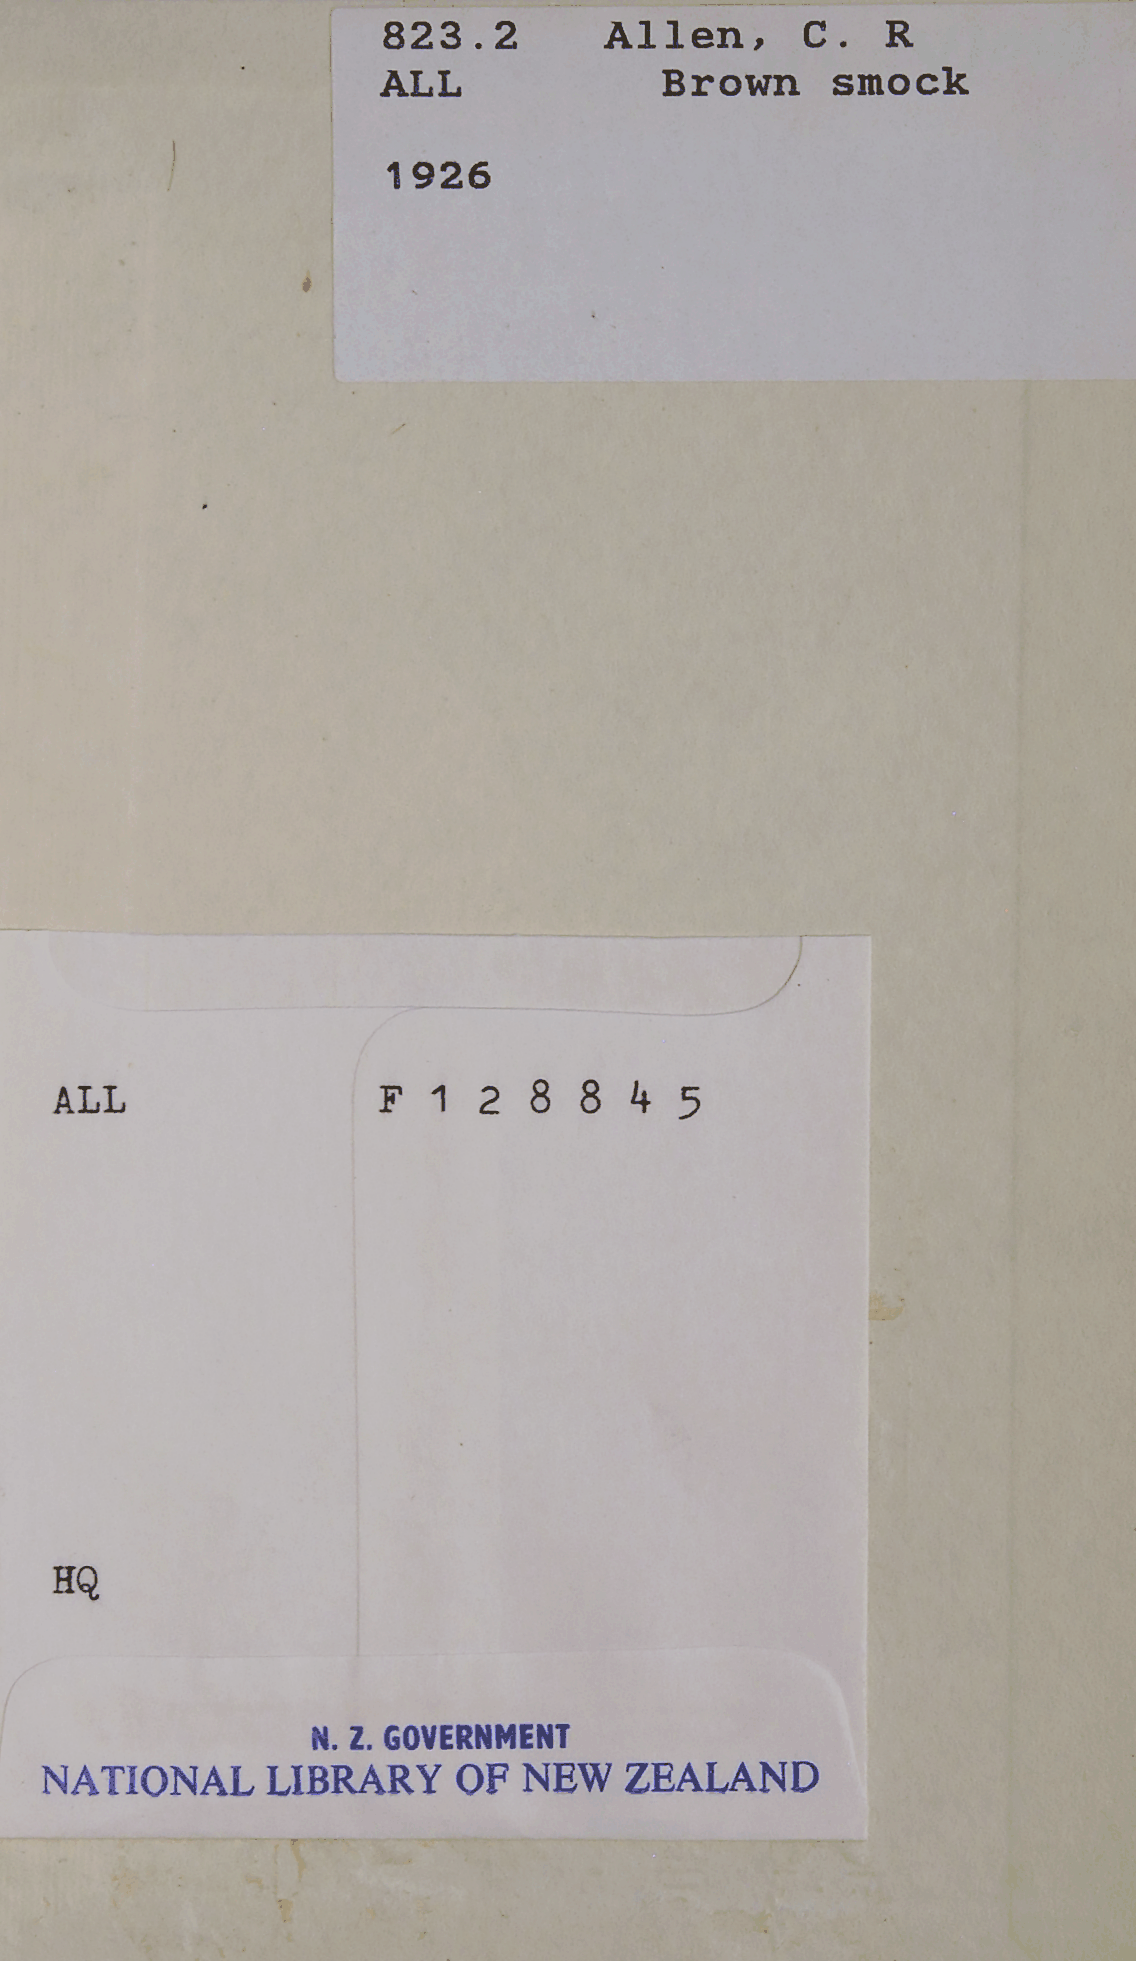 823.2 Allen, C. R
ALL Brown smock
1926
ALL F 1 2 8 8 4 5
HQ
N. Z. GOVERNMENT
NATIONAL LIBRARY OF NEW ZEALAND